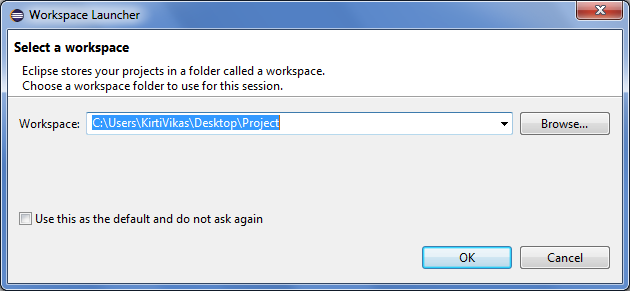 Workspace Launcher
Select a workspace
Eclipse stores your projects in a folder called a workspace.
Choose a workspace folder to use for this session.
Workspace: C:\Users\KirtiVikas\Desktop\Project Browse...
Use this as the default and do not ask again
OK Cancel